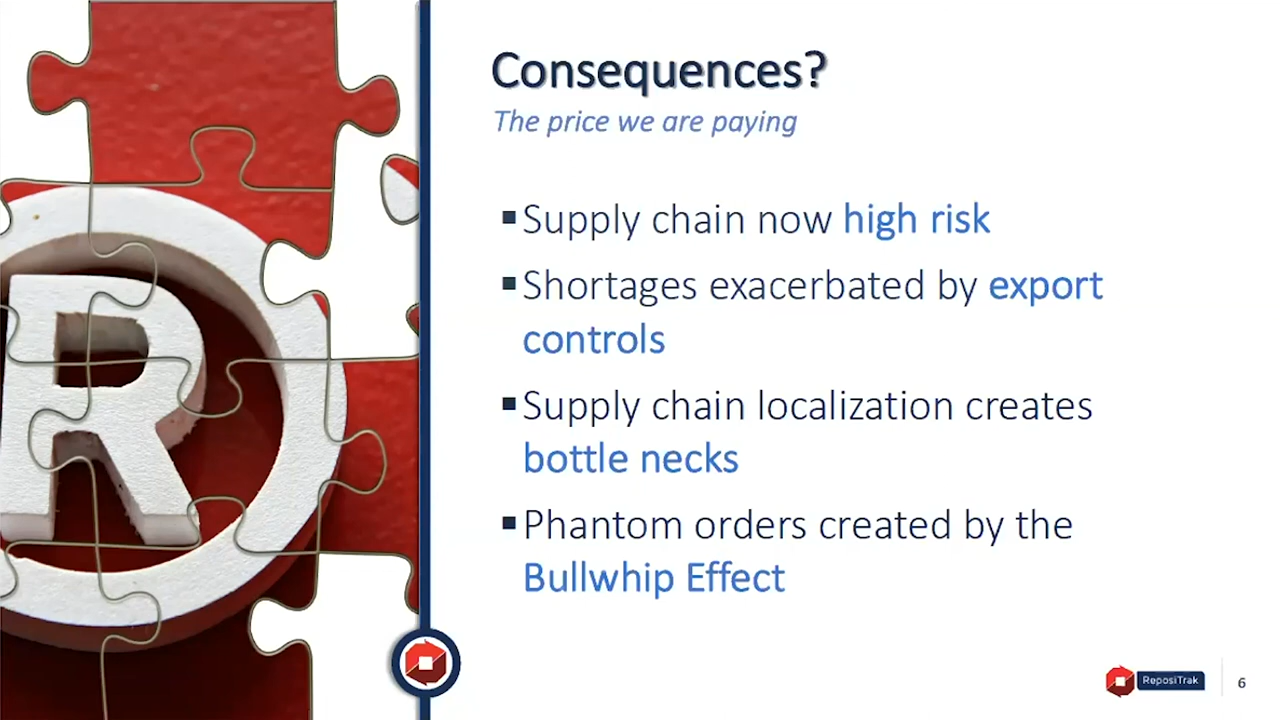 Consequences?
The price we are paying
▪Supply chain now high risk
▪Shortages exacerbated by export
controls
▪Supply chain localization creates
bottle necks
▪Phantom orders created by the
Bullwhip Effect
R
ReposiTrak
6